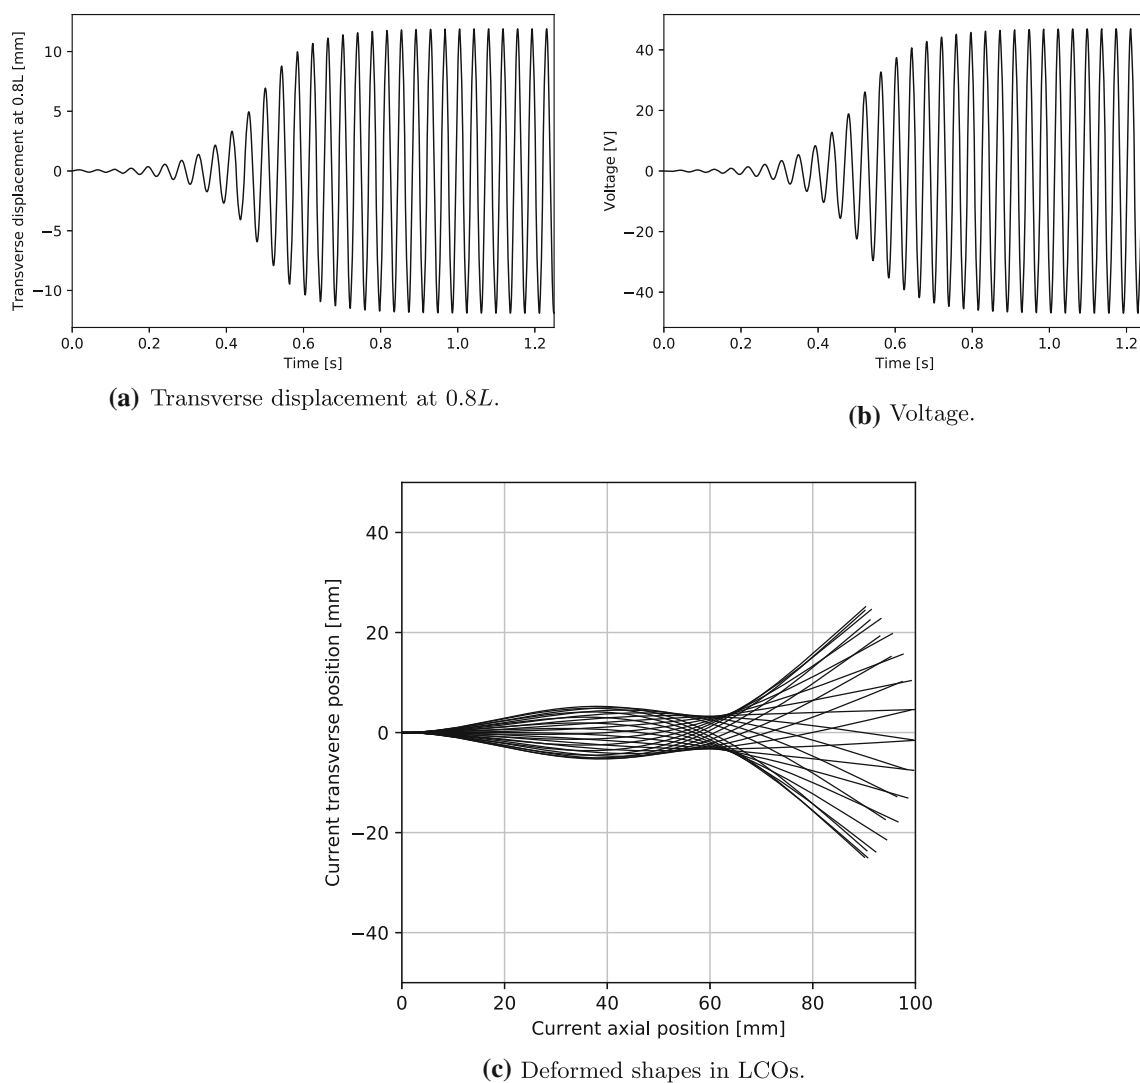 Transverse displacement at 0.8L [mm]
10
5
0
−5
−10
0.0 0.2 0.4 0.6 0.8 1.0 1.2
Time [s]
(a) Transverse displacement at 0.8L.
Voltage [V]
40
20
0
−20
−40
0.0 0.2 0.4 0.6 0.8 1.0 1.2
Time [s]
(b) Voltage.
Current transverse position [mm]
40
20
0
−20
−40
0 20 40 60 80 100
Current axial position [mm]
(c) Deformed shapes in LCOs.